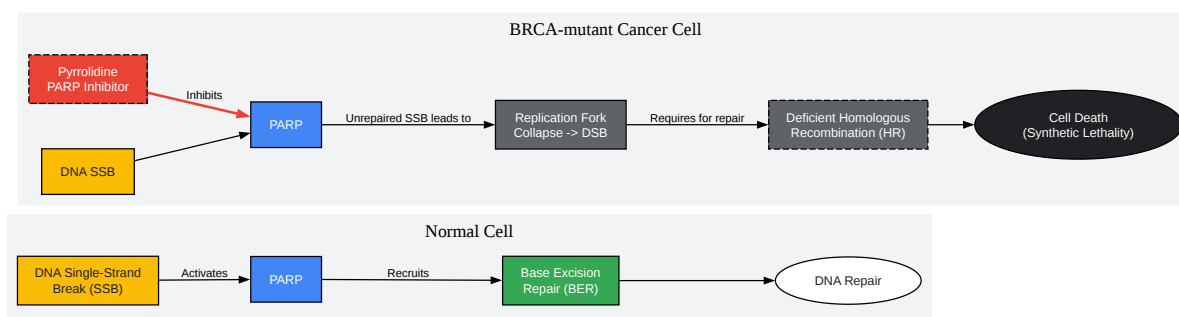 BRCA-mutant Cancer Cell
Pyrrolidine
PARP Inhibitor
Inhibits
DNA SSB
PARP
Unrepaired SSB leads to
Replication Fork
Collapse -> DSB
Requires for repair
Deficient Homologous
Recombination (HR)
Cell Death
(Synthetic Lethality)
Normal Cell
DNA Single-Strand
Break (SSB)
Activates
PARP
Recruits
Base Excision
Repair (BER)
DNA Repair